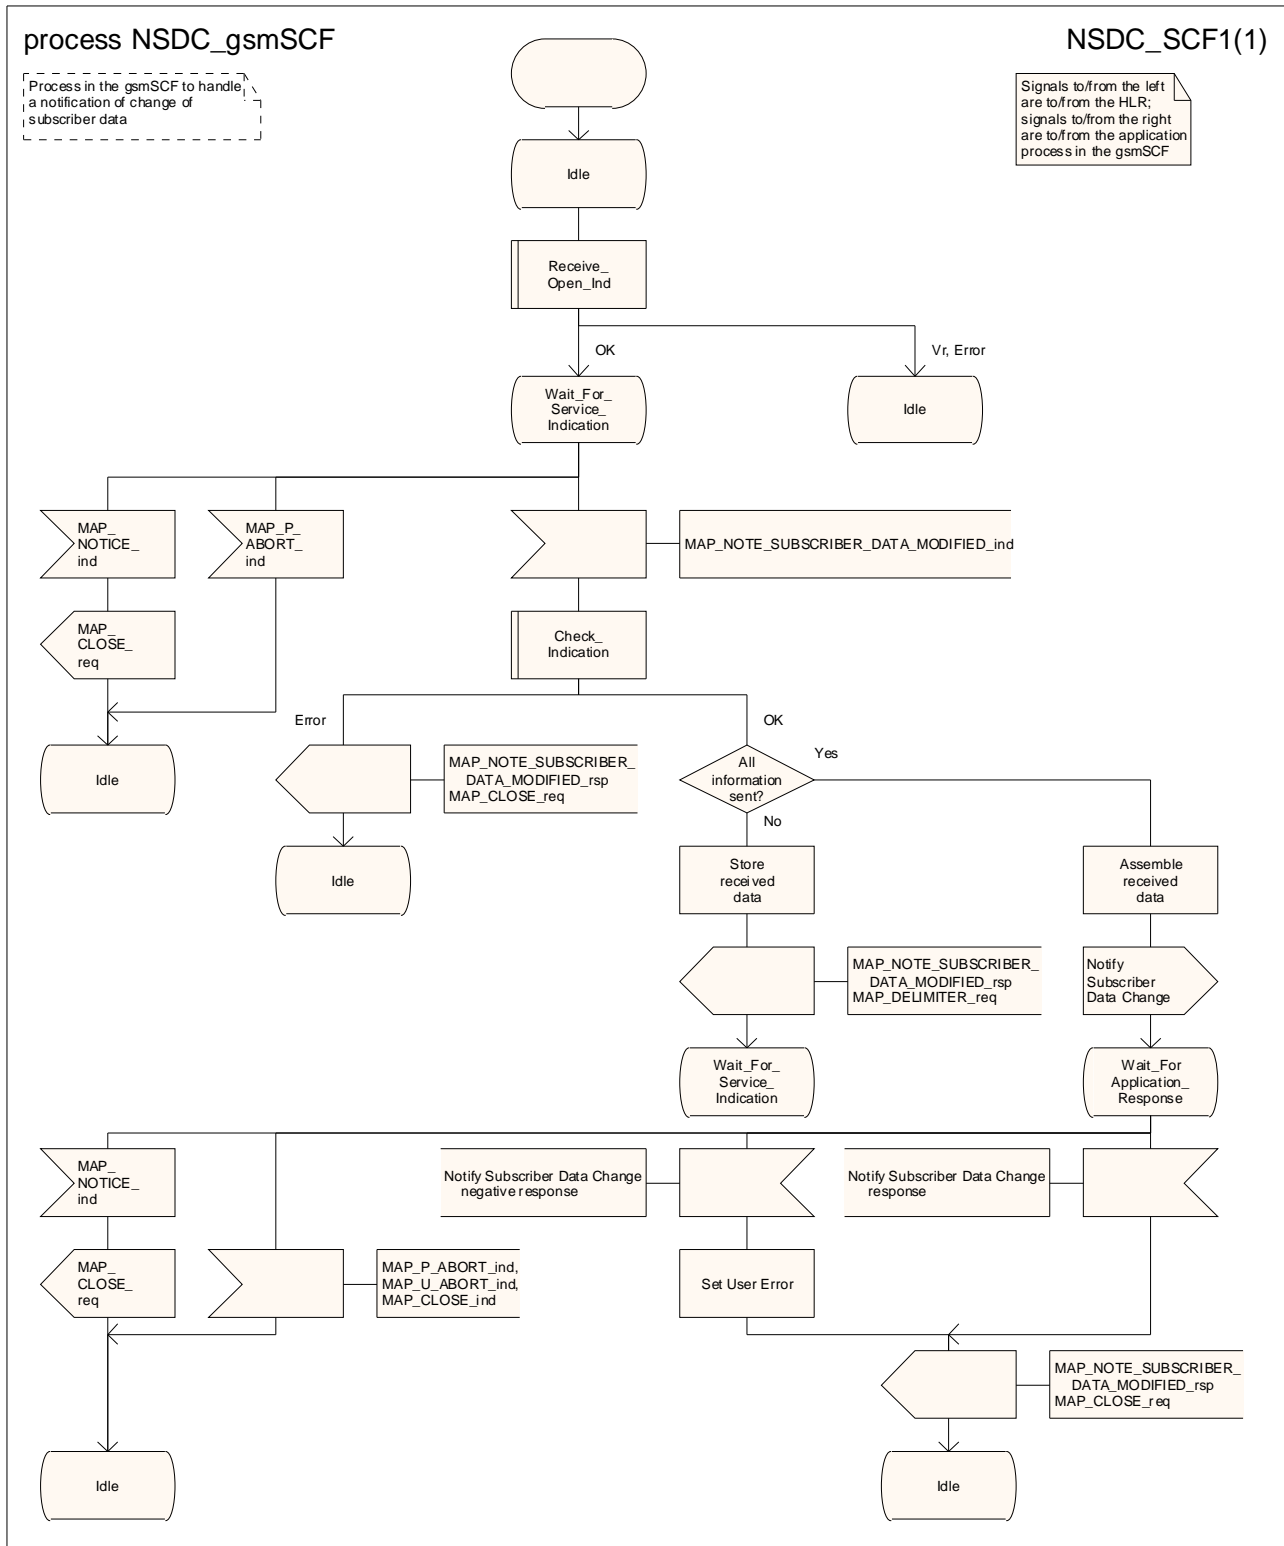 process NSDC_gsmSCF
NSDC_SCF1(1)
Process in the gsmSCF to handle
a notification of change of
subscriber data
Signals to/from the left
are to/from the HLR;
signals to/from the right
are to/from the application
process in the gsmSCF
Idle
Receive_
Open_Ind
OK
Vr, Error
Wait_For_
Service_
Indication
Idle
MAP_
NOTICE_
ind
MAP_P_
ABORT_
ind
MAP_NOTE_SUBSCRIBER_DATA_MODIFIED_ind
MAP_
CLOSE_
req
Check_
Indication
Error
OK
Idle
MAP_NOTE_SUBSCRIBER_
DATA_MODIFIED_rsp
MAP_CLOSE_req
All
information
sent?
Yes
No
Idle
Store
received
data
Assemble
received
data
MAP_NOTE_SUBSCRIBER_
DATA_MODIFIED_rsp
MAP_DELIMITER_req
Notify
Subscriber
Data Change
Wait_For_
Service_
Indication
Wait_For
Application_
Response
MAP_
NOTICE_
ind
Notify Subscriber Data Change
negative response
Notify Subscriber Data Change
response
MAP_
CLOSE_
req
MAP_P_ABORT_ind,
MAP_U_ABORT_ind,
MAP_CLOSE_ind
Set User Error
MAP_NOTE_SUBSCRIBER_
DATA_MODIFIED_rsp
MAP_CLOSE_req
Idle
Idle